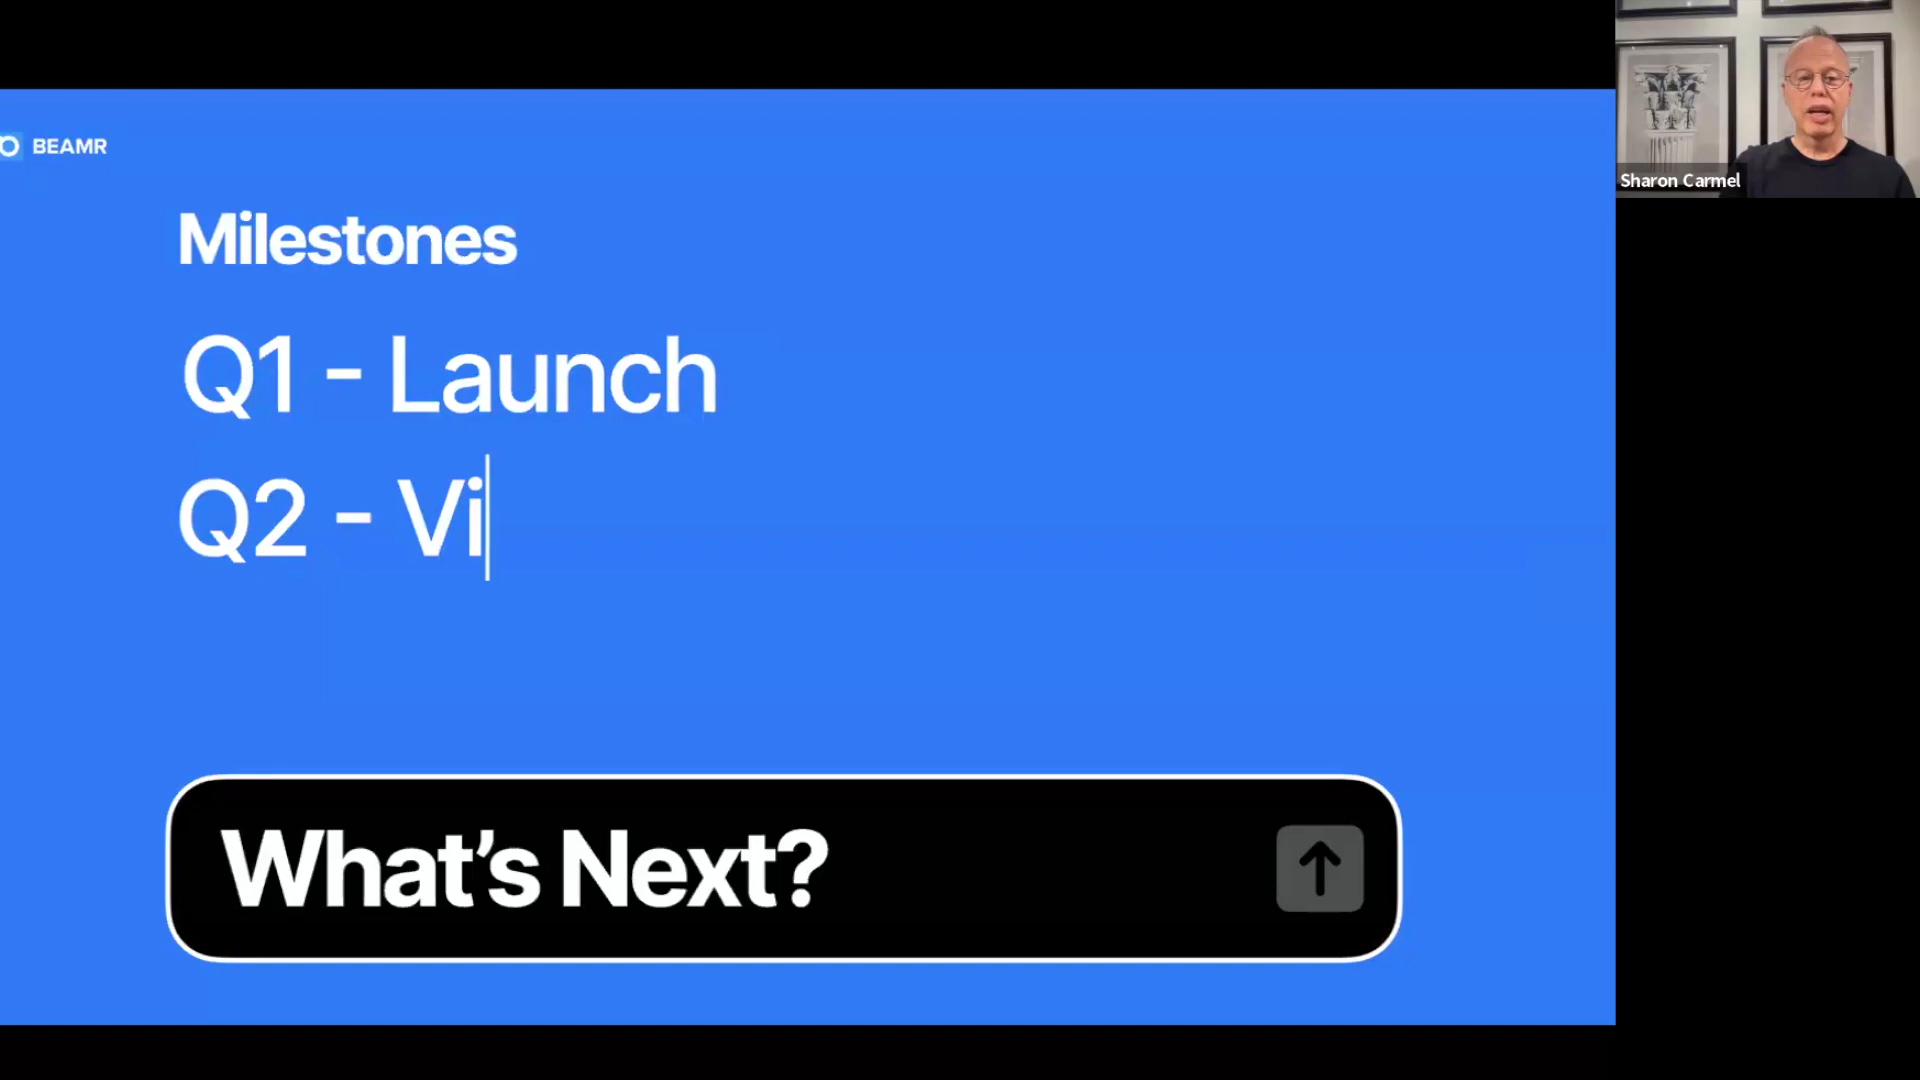 BEAMR
Milestones
Q1 - Launch
Q2 - Vi
What’s Next?
Sharon Carmel